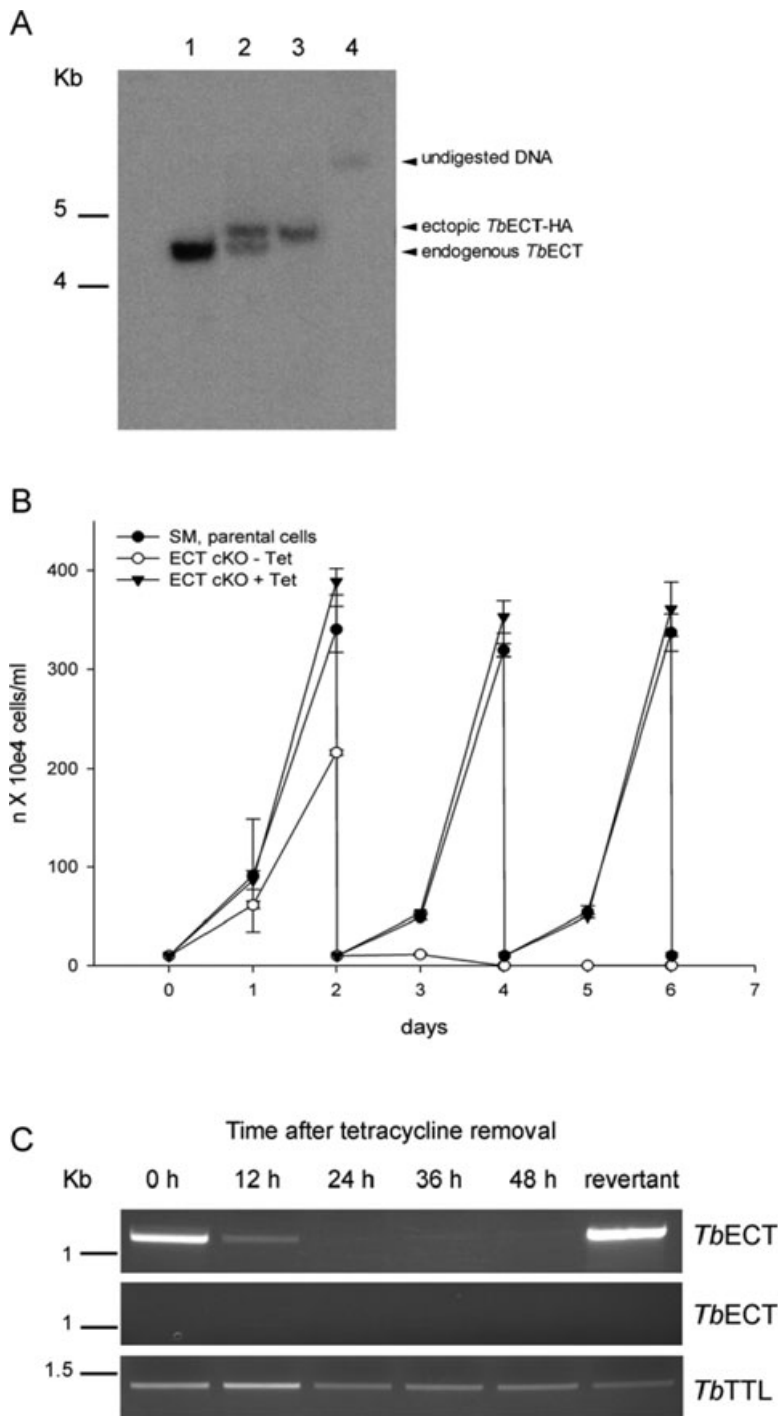 A
1 2 3 4
Kb
undigested DNA
5
ectopic TbECT-HA
endogenous TbECT
4
B
SM, parental cells
ECT cKO - Tet
ECT cKO + Tet
400
300
200
100
0
n X 10e4 cells/ml
0 1 2 3 4 5 6 7
days
C
Time after tetracycline removal
Kb 0 h 12 h 24 h 36 h 48 h revertant
1 TbECT
1 TbECT
1.5 TbTTL